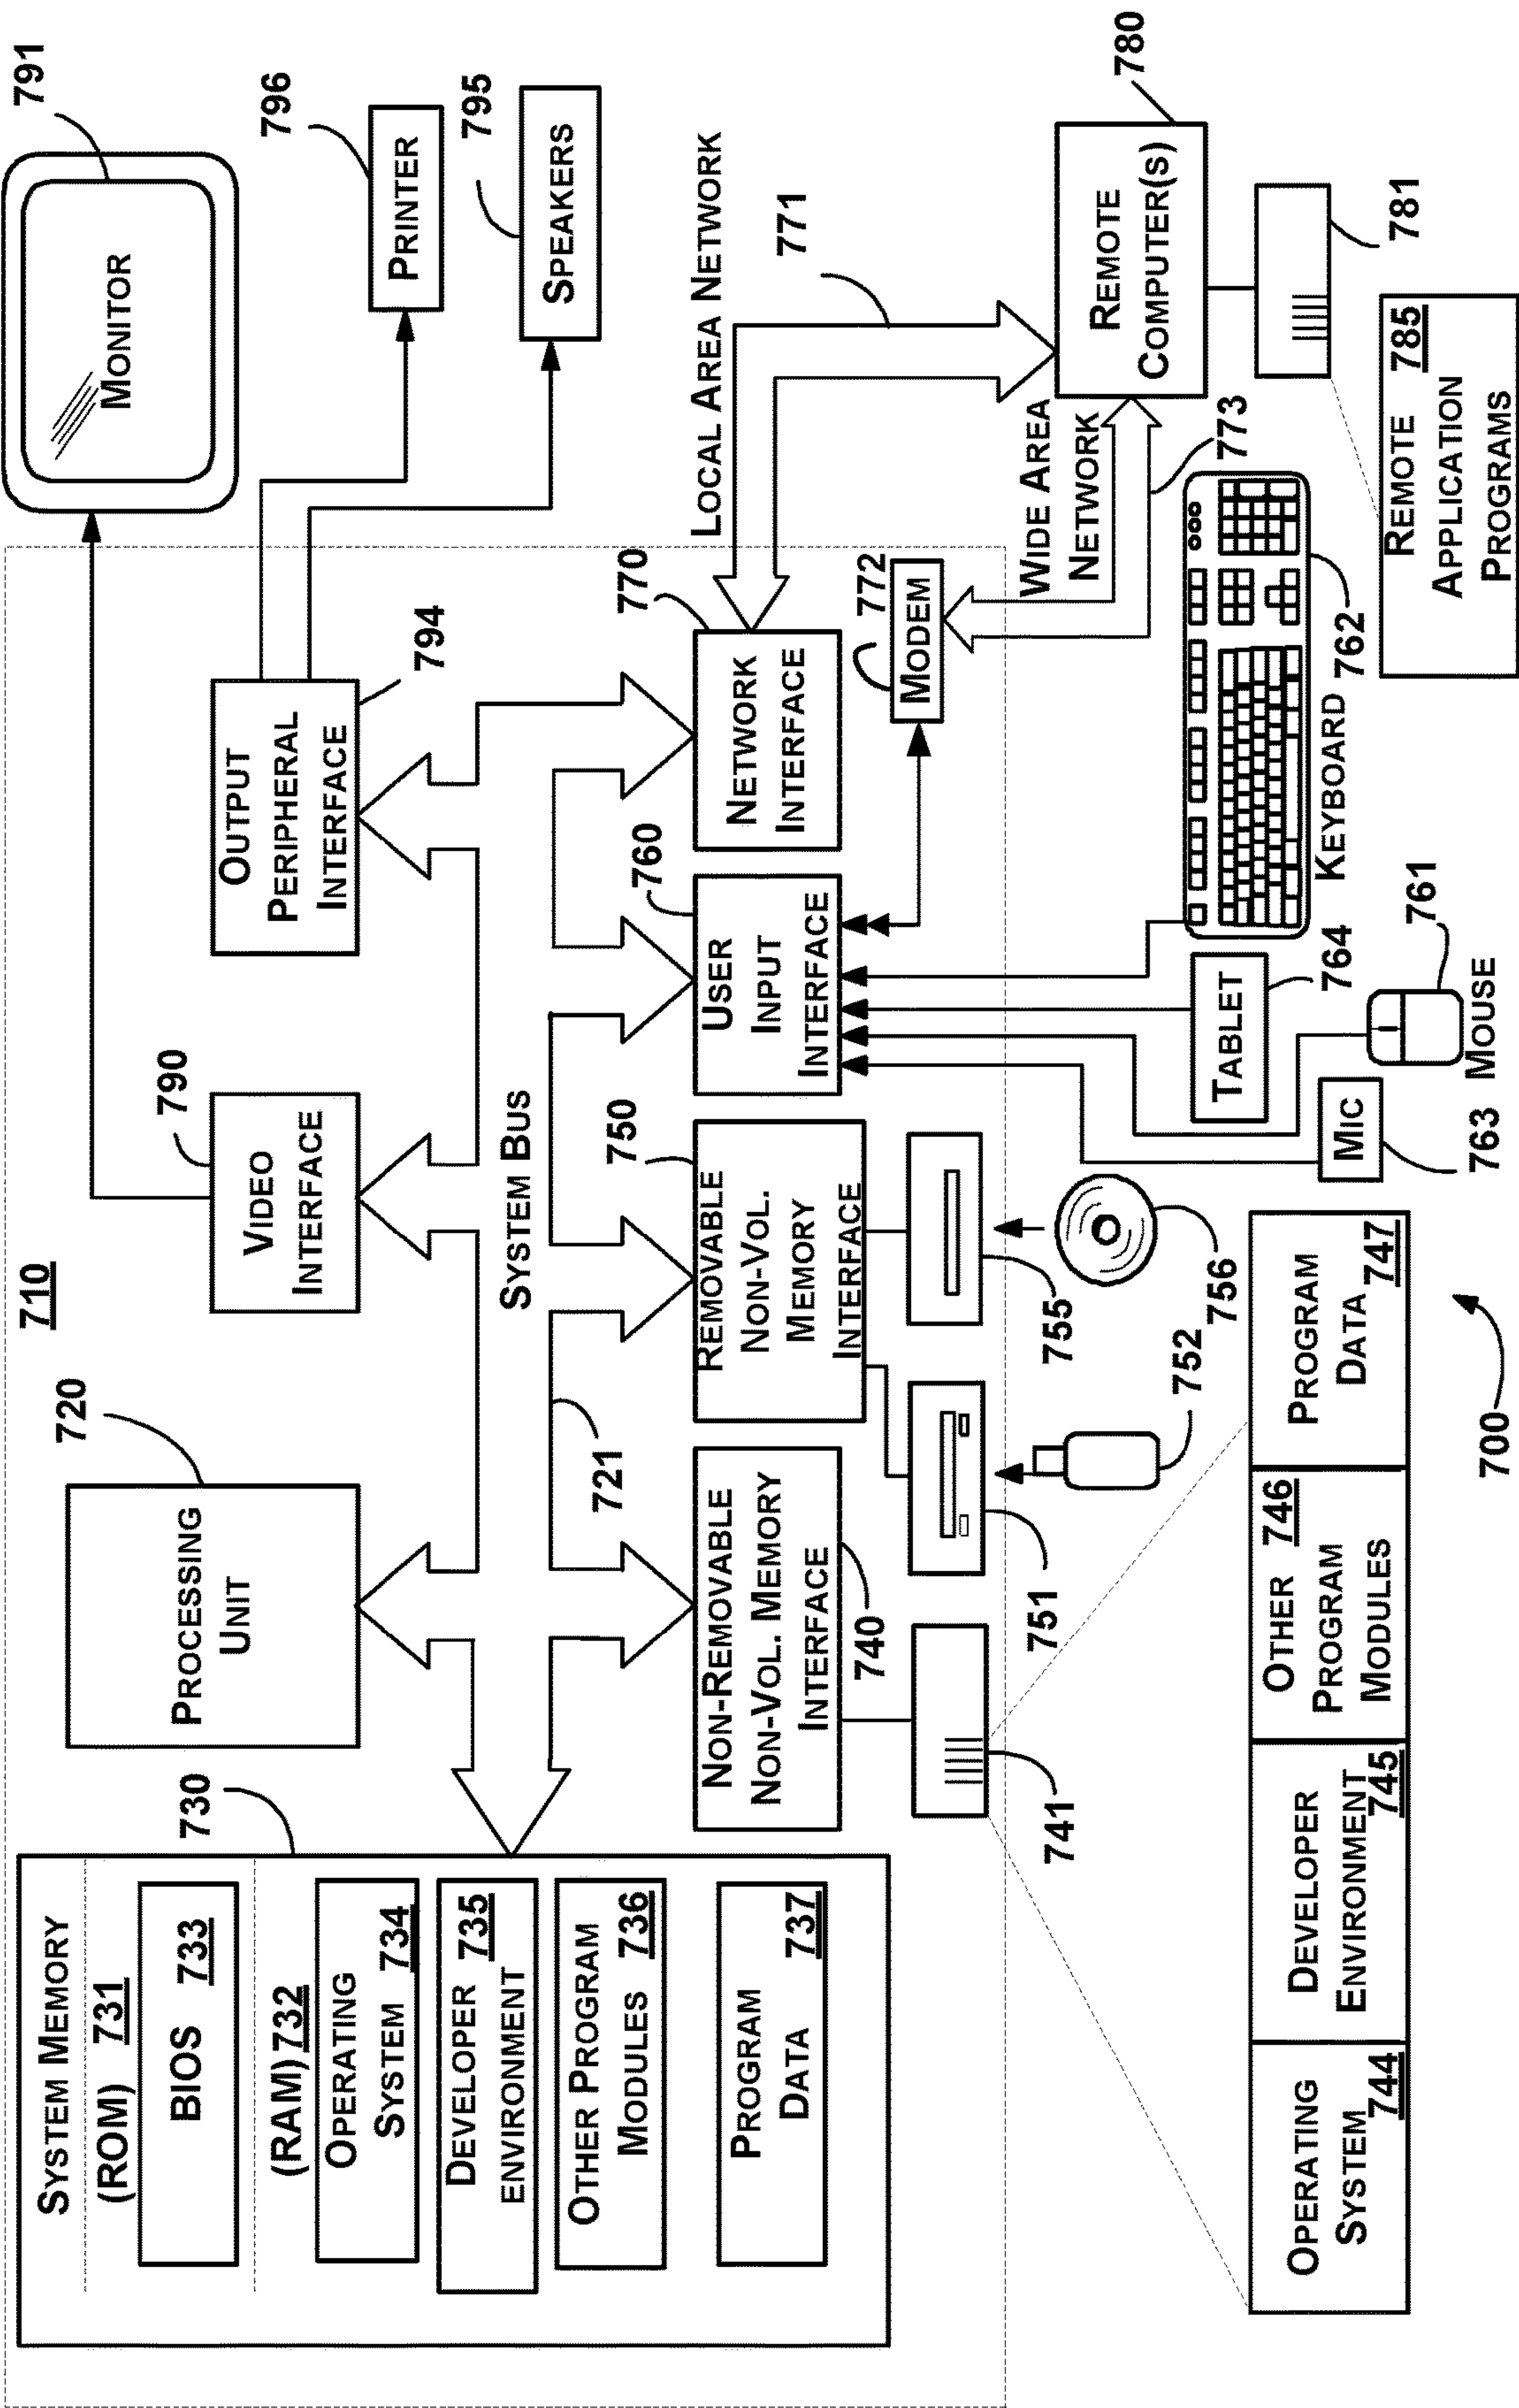 710
SYSTEM MEMORY
(ROM) 731
BIOS 733
(RAM) 732
OPERATING
SYSTEM 734
DEVELOPER 735
ENVIRONMENT
OTHER PROGRAM
MODULES 736
PROGRAM
DATA 737
730
PROCESSING
UNIT
720
VIDEO
INTERFACE
790
OUTPUT
PERIPHERAL
INTERFACE
794
MONITOR
791
PRINTER
796
SPEAKERS
795
SYSTEM BUS
721
NON-REMOVABLE
NON-VOL. MEMORY
INTERFACE
740
REMOVABLE
NON-VOL.
MEMORY
INTERFACE
750
USER
INPUT
INTERFACE
760
NETWORK
INTERFACE
770
LOCAL AREA NETWORK
771
MODEM
772
WIDE AREA
NETWORK
773
REMOTE
COMPUTER(S)
780
781
741
751
752
755
756
MIC
763
MOUSE
761
TABLET
764
KEYBOARD
762
REMOTE 785
APPLICATION
PROGRAMS
OPERATING
SYSTEM 744
DEVELOPER
ENVIRONMENT
745
OTHER 746
PROGRAM
MODULES
PROGRAM
DATA 747
700